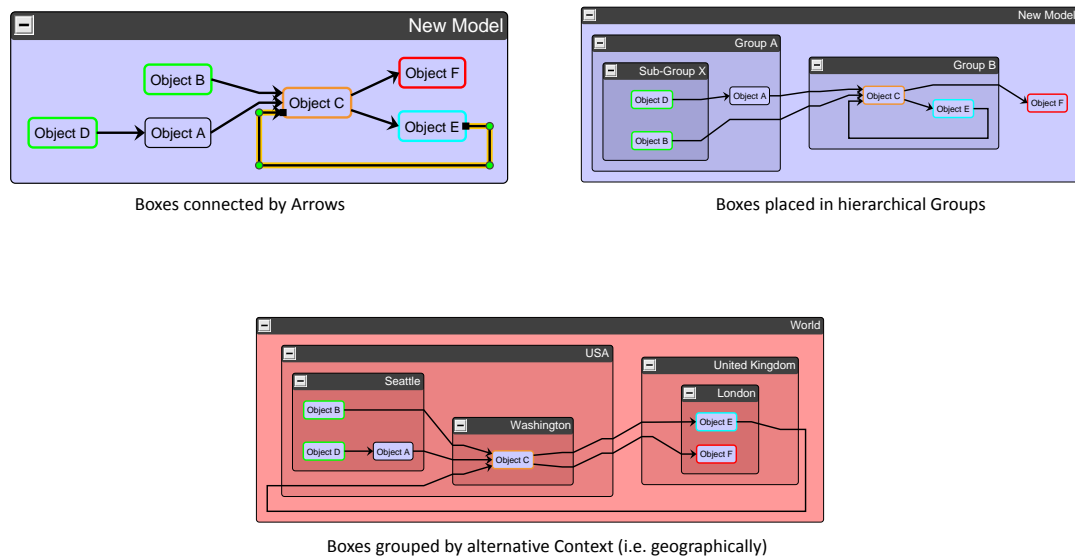 New Model
Object B
Object F
Object C
Object D
Object A
Object E
Boxes connected by Arrows
New Model
Group A
Group B
Sub-Group X
Object D
Object A
Object C
Object E
Object F
Object B
Boxes placed in hierarchical Groups
World
USA
United Kingdom
Seattle
London
Object B
Washington
Object E
Object D
Object A
Object C
Object F
Boxes grouped by alternative Context (i.e. geographically)